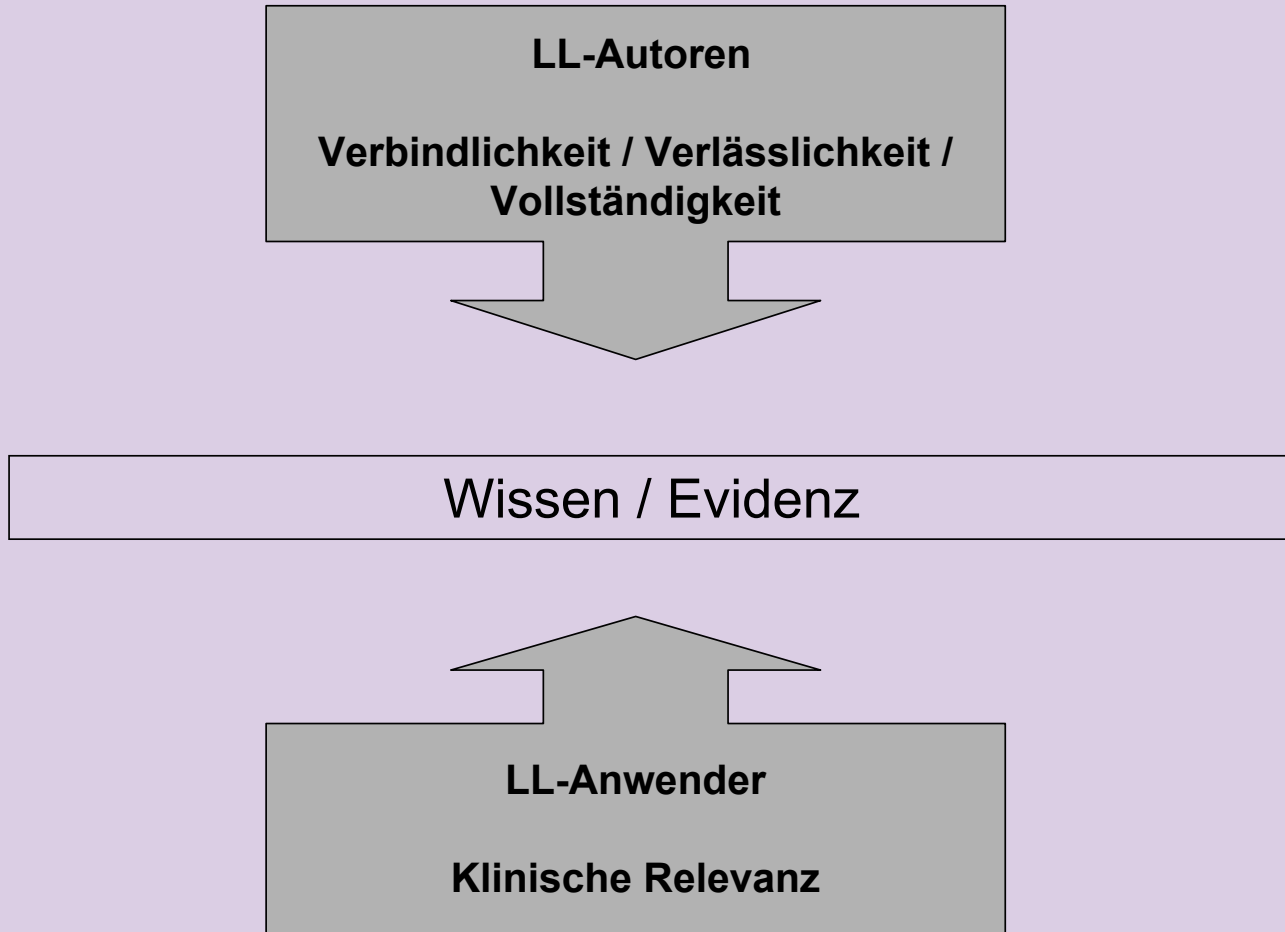 LL-Autoren
Verbindlichkeit / Verlässlichkeit /
Vollständigkeit
Wissen / Evidenz
LL-Anwender
Klinische Relevanz